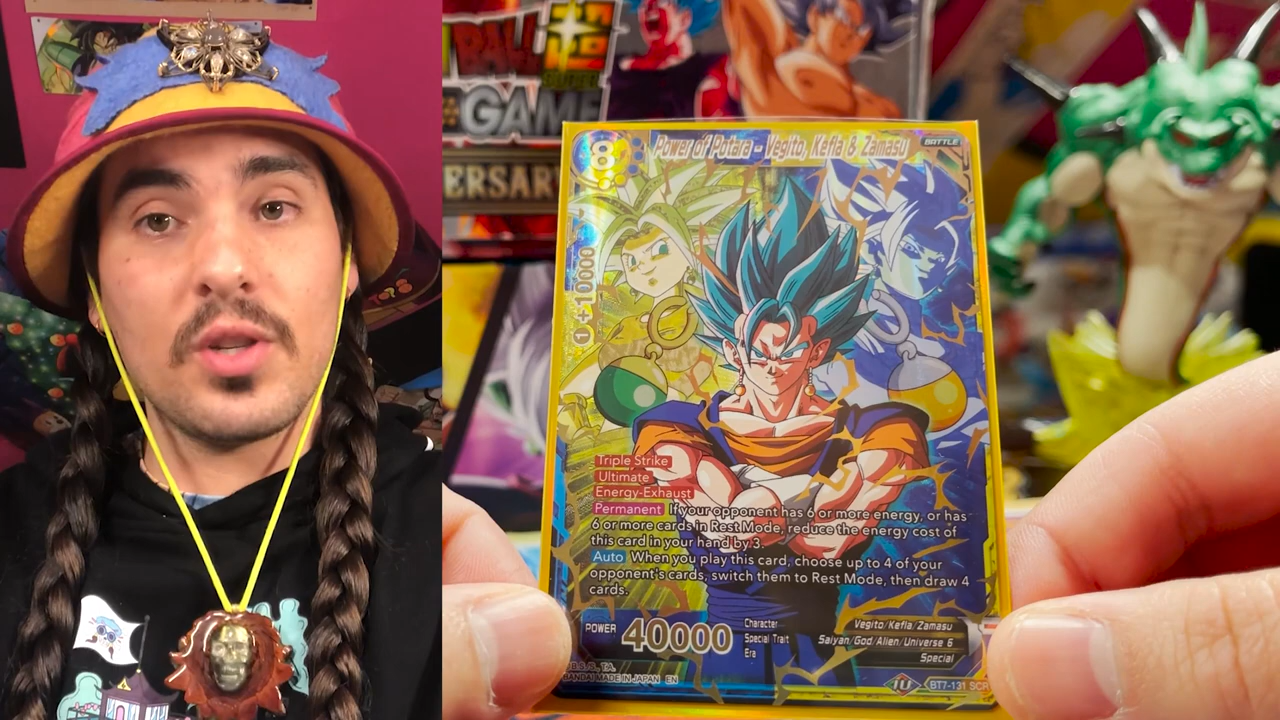 BALL
SUPER
GAME
ERSARY
8
Power of Potara - Vegito, Kefla & Zamasu
BATTLE
1+10000
Triple Strike
Ultimate
Energy-Exhaust
Permanent If your opponent has 6 or more energy, or has
6 or more cards in Rest Mode, reduce the energy cost of
this card in your hand by 3.
Auto When you play this card, choose up to 4 of your
opponent's cards, switch them to Rest Mode, then draw 4
cards.
POWER 40000
Character Vegito/Kefla/Zamasu
Special Trait Saiyan/God/Alien/Universe 6
Era Special
BANDAI MADE IN JAPAN EN
BT7-131 SCR